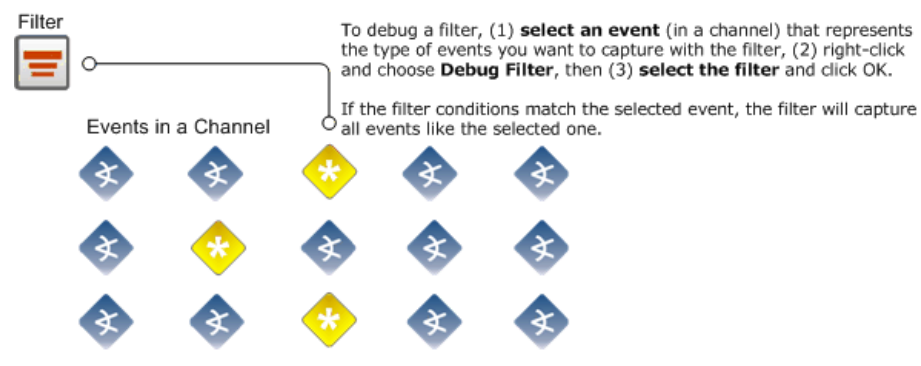 Filter
To debug a filter, (1) select an event (in a channel) that represents
the type of events you want to capture with the filter, (2) right-click
and choose Debug Filter, then (3) select the filter and click OK.
If the filter conditions match the selected event, the filter will capture
all events like the selected one.
Events in a Channel